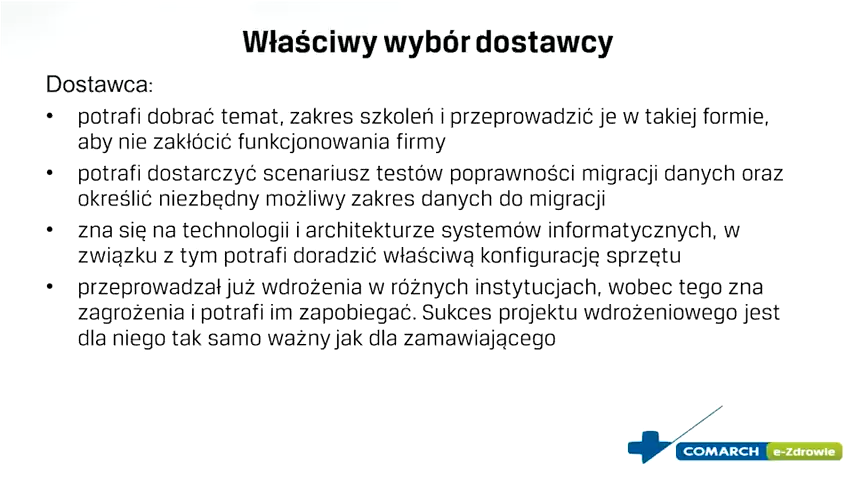 Właściwy wybór dostawcy
Dostawca:
• potrafi dobrać temat, zakres szkoleń i przeprowadzić je w takiej formie,
aby nie zakłócić funkcjonowania firmy
• potrafi dostarczyć scenariusz testów poprawności migracji danych oraz
określić niezbędny możliwy zakres danych do migracji
• zna się na technologii i architekturze systemów informatycznych, w
związku z tym potrafi doradzić właściwą konfigurację sprzętu
• przeprowadzał już wdrożenia w różnych instytucjach, wobec tego zna
zagrożenia i potrafi im zapobiegać. Sukces projektu wdrożeniowego jest
dla niego tak samo ważny jak dla zamawiającego
COMARCH e-Zdrowie